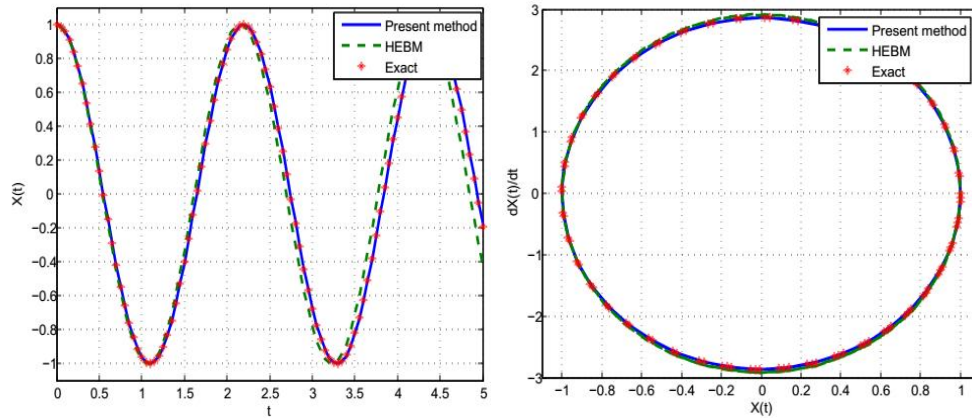 Present method
HEBM
Exact
1
0.8
0.6
0.4
0.2
0
−0.2
−0.4
−0.6
−0.8
−1
X(t)
0 0.5 1 1.5 2 2.5 3 3.5 4 4.5 5
t
Present method
HEBM
Exact
3
2
1
0
−1
−2
−3
dX(t)/dt
−1 −0.8 −0.6 −0.4 −0.2 0 0.2 0.4 0.6 0.8 1
X(t)